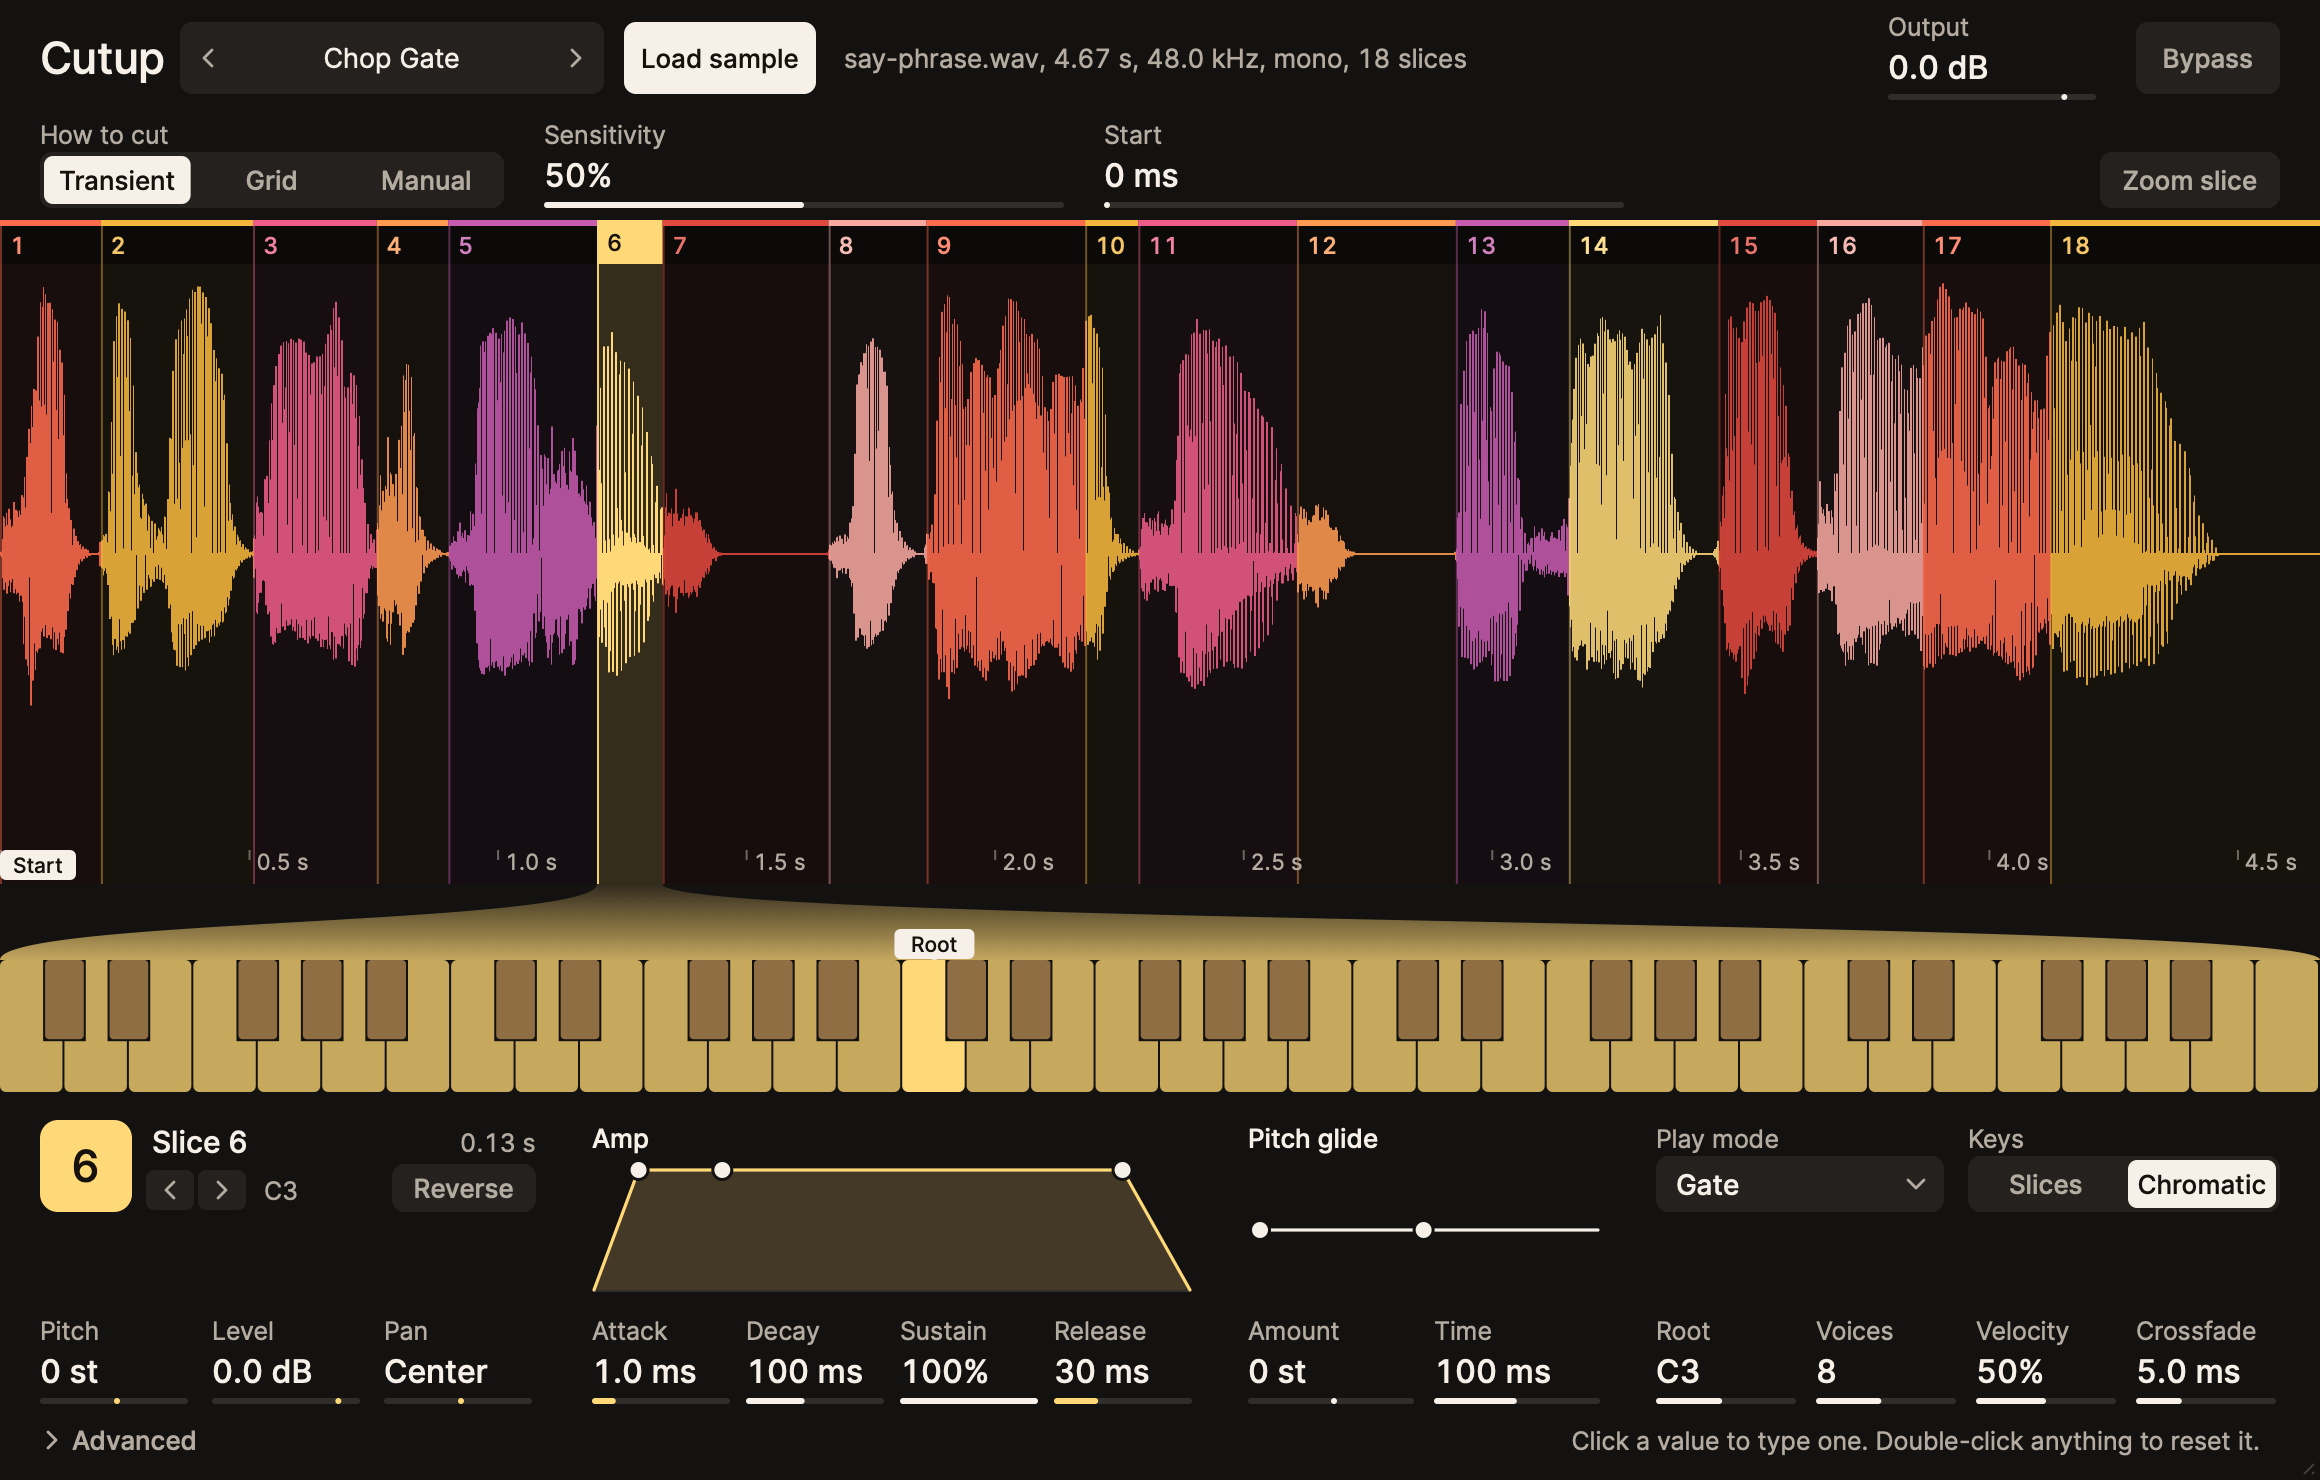 Cutup
Chop Gate
Load sample
say-phrase.wav, 4.67 s, 48.0 kHz, mono, 18 slices
Output
0.0 dB
Bypass
How to cut
Transient Grid Manual
Sensitivity
50%
Start
0 ms
Zoom slice
1 2 3 4 5 6 7 8 9 10 11 12 13 14 15 16 17 18
Start 0.5 s 1.0 s 1.5 s 2.0 s 2.5 s 3.0 s 3.5 s 4.0 s 4.5 s
Root
6
Slice 6
0.13 s
C3
Reverse
Amp
Pitch glide
Play mode
Gate
Keys
Slices Chromatic
Pitch Level Pan Attack Decay Sustain Release Amount Time Root Voices Velocity Crossfade
0 st 0.0 dB Center 1.0 ms 100 ms 100% 30 ms 0 st 100 ms C3 8 50% 5.0 ms
Advanced
Click a value to type one. Double-click anything to reset it.